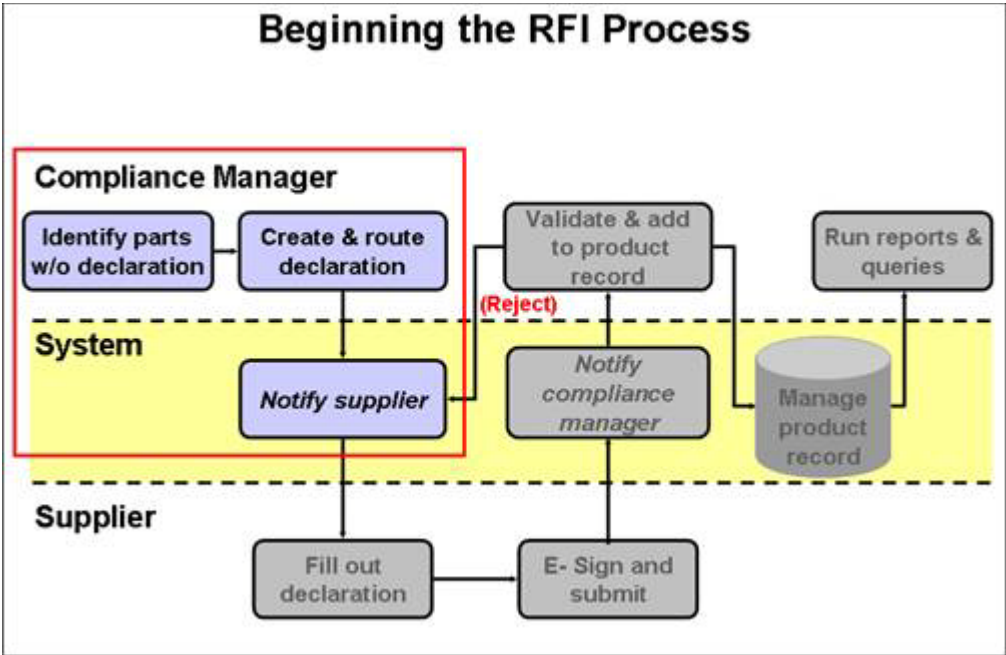 Beginning the RFI Process
Compliance Manager
Identify parts
w/o declaration
Create & route
declaration
Validate & add
to product
record
Run reports &
queries
(Reject)
System
Notify supplier
Notify
compliance
manager
Manage
product
record
Supplier
Fill out
declaration
E- Sign and
submit